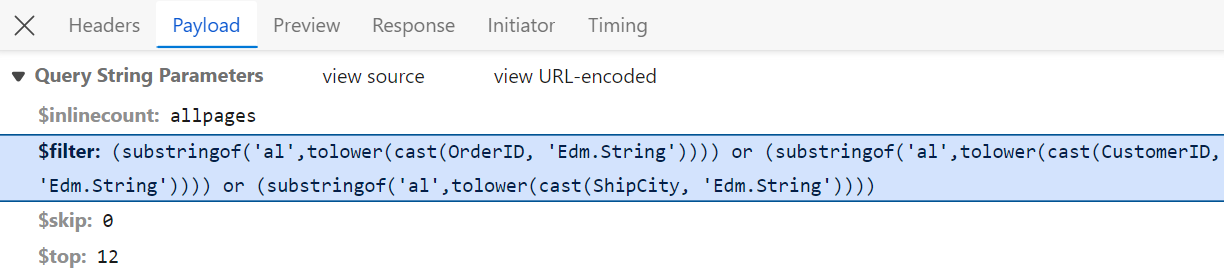 Headers Payload Preview Response Initiator Timing
Query String Parameters view source view URL-encoded
$inlinecount: allpages
$filter: (substringof('al',tolower(cast(OrderID, 'Edm.String')))) or (substringof('al',tolower(cast(CustomerID,
'Edm.String')))) or (substringof('al',tolower(cast(ShipCity, 'Edm.String'))))
$skip: 0
$top: 12